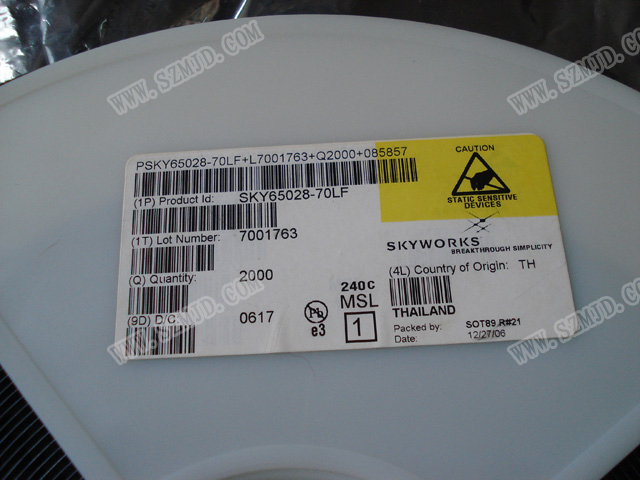 WWW.SZMJD.COM
WWW.SZMJD.COM
PSKY65028-70LF+L7001763+Q2000+085857
(1P) Product Id: SKY65028-70LF
(1T) Lot Number: 7001763
(Q) Quantity: 2000
(9D) D/C: 0617
Pb
e3
240C
MSL
1
CAUTION
STATIC SENSITIVE
DEVICES
SKYWORKS
BREAKTHROUGH SIMPLICITY
(4L) Country of Origin: TH
THAILAND
Packed by: SOT89.R#21
Date: 12/27/06
WWW.SZMJD.COM
WWW.SZMJD.COM